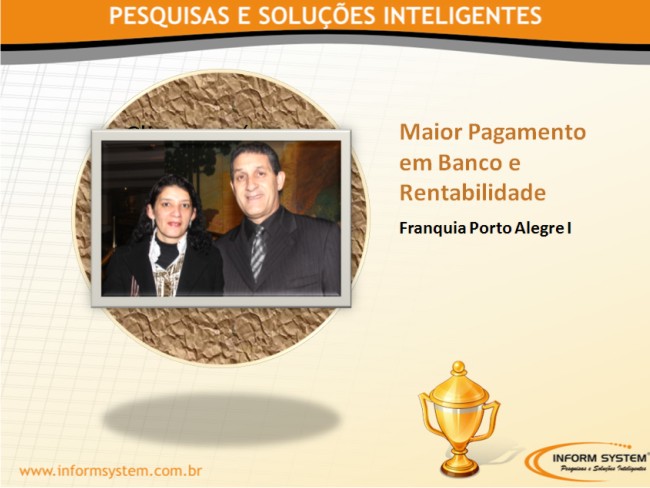 PESQUISAS E SOLUÇÕES INTELIGENTES
Maior Pagamento
em Banco e
Rentabilidade
Franquia Porto Alegre I
INFORM SYSTEM
Pesquisas e Soluções Inteligentes
www.informsystem.com.br